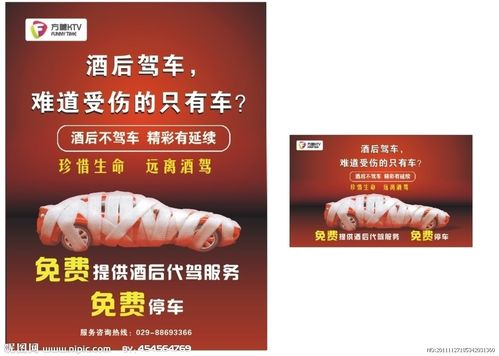 方糖KTV
FUNNY TIME
酒后驾车，
难道受伤的只有车？
酒后不驾车 精彩有延续
珍惜生命 远离酒驾
免费提供酒后代驾服务
免费停车
服务咨询热线：029-88693366
昵图网 www.nipic.com BY: 454564769
酒后驾车，
难道受伤的只有车？
酒后不驾车 精彩有延续
珍惜生命 远离酒驾
免费提供酒后代驾服务 免费停车